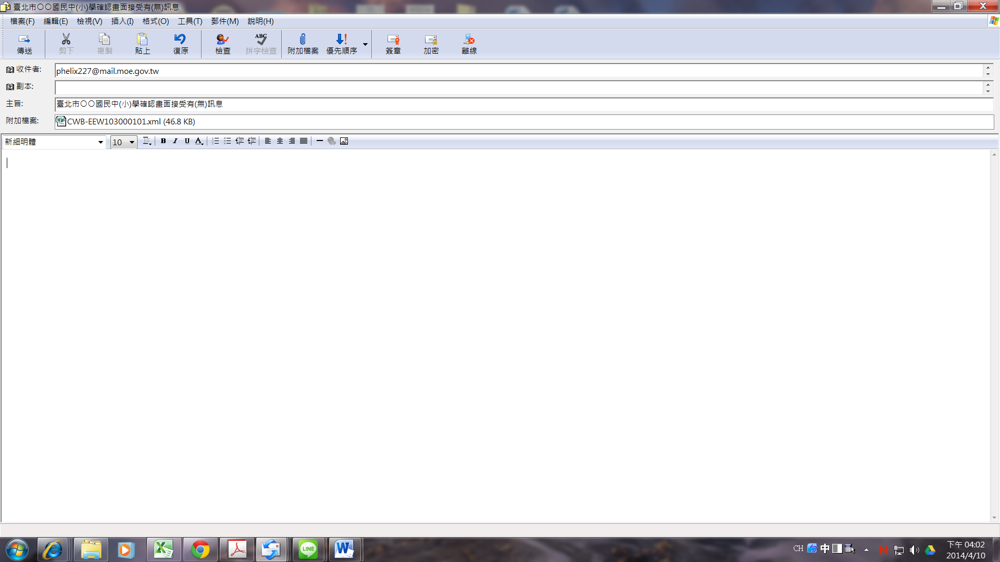 臺北市〇〇國民中(小)學確認畫面接受有(無)訊息
檔案(F) 編輯(E) 檢視(V) 插入(I) 格式(O) 工具(T) 郵件(M) 說明(H)
ABC
傳送 剪下 複製 貼上 復原 檢查 拼字檢查 附加檔案 優先順序 簽章 加密 離線
收件者: phelix227@mail.moe.gov.tw
副本:
主旨: 臺北市〇〇國民中(小)學確認畫面接受有(無)訊息
附加檔案: CWB-EEW103000101.xml (46.8 KB)
新細明體 10 B I U A
LINE
CH 中
下午 04:02
2014/4/10